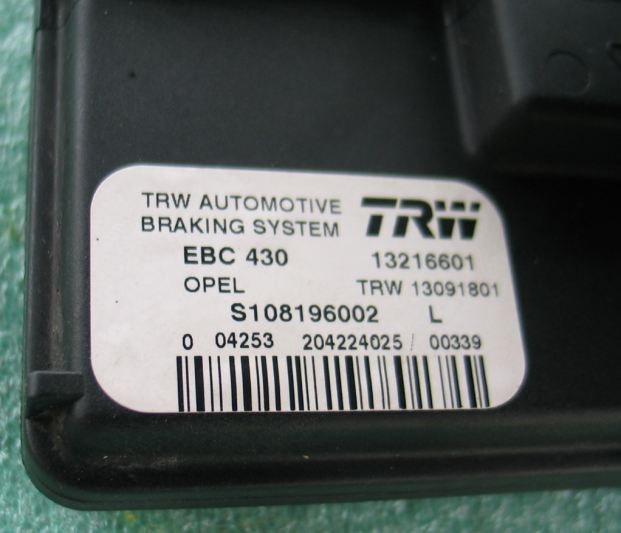 TRW AUTOMOTIVE TRW
BRAKING SYSTEM
EBC 430 13216601
OPEL TRW 13091801
S108196002 L
0 04253 204224025/00339